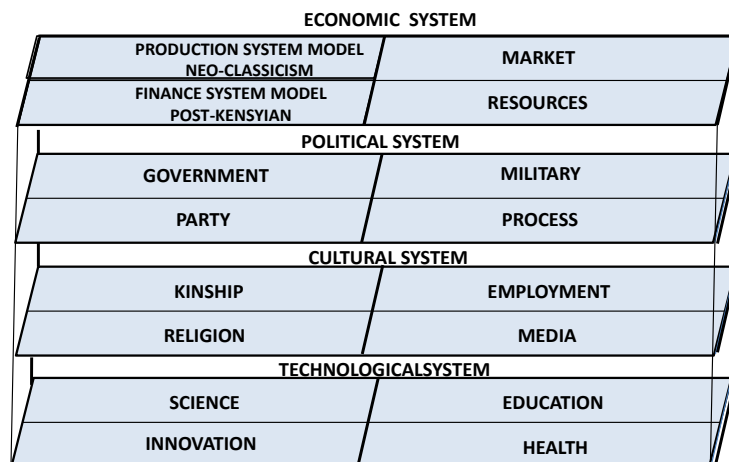 ECONOMIC SYSTEM
PRODUCTION SYSTEM MODEL
NEO-CLASSICISM
MARKET
FINANCE SYSTEM MODEL
POST-KENSYIAN
RESOURCES
POLITICAL SYSTEM
GOVERNMENT
MILITARY
PARTY
PROCESS
CULTURAL SYSTEM
KINSHIP
EMPLOYMENT
RELIGION
MEDIA
TECHNOLOGICALSYSTEM
SCIENCE
EDUCATION
INNOVATION
HEALTH